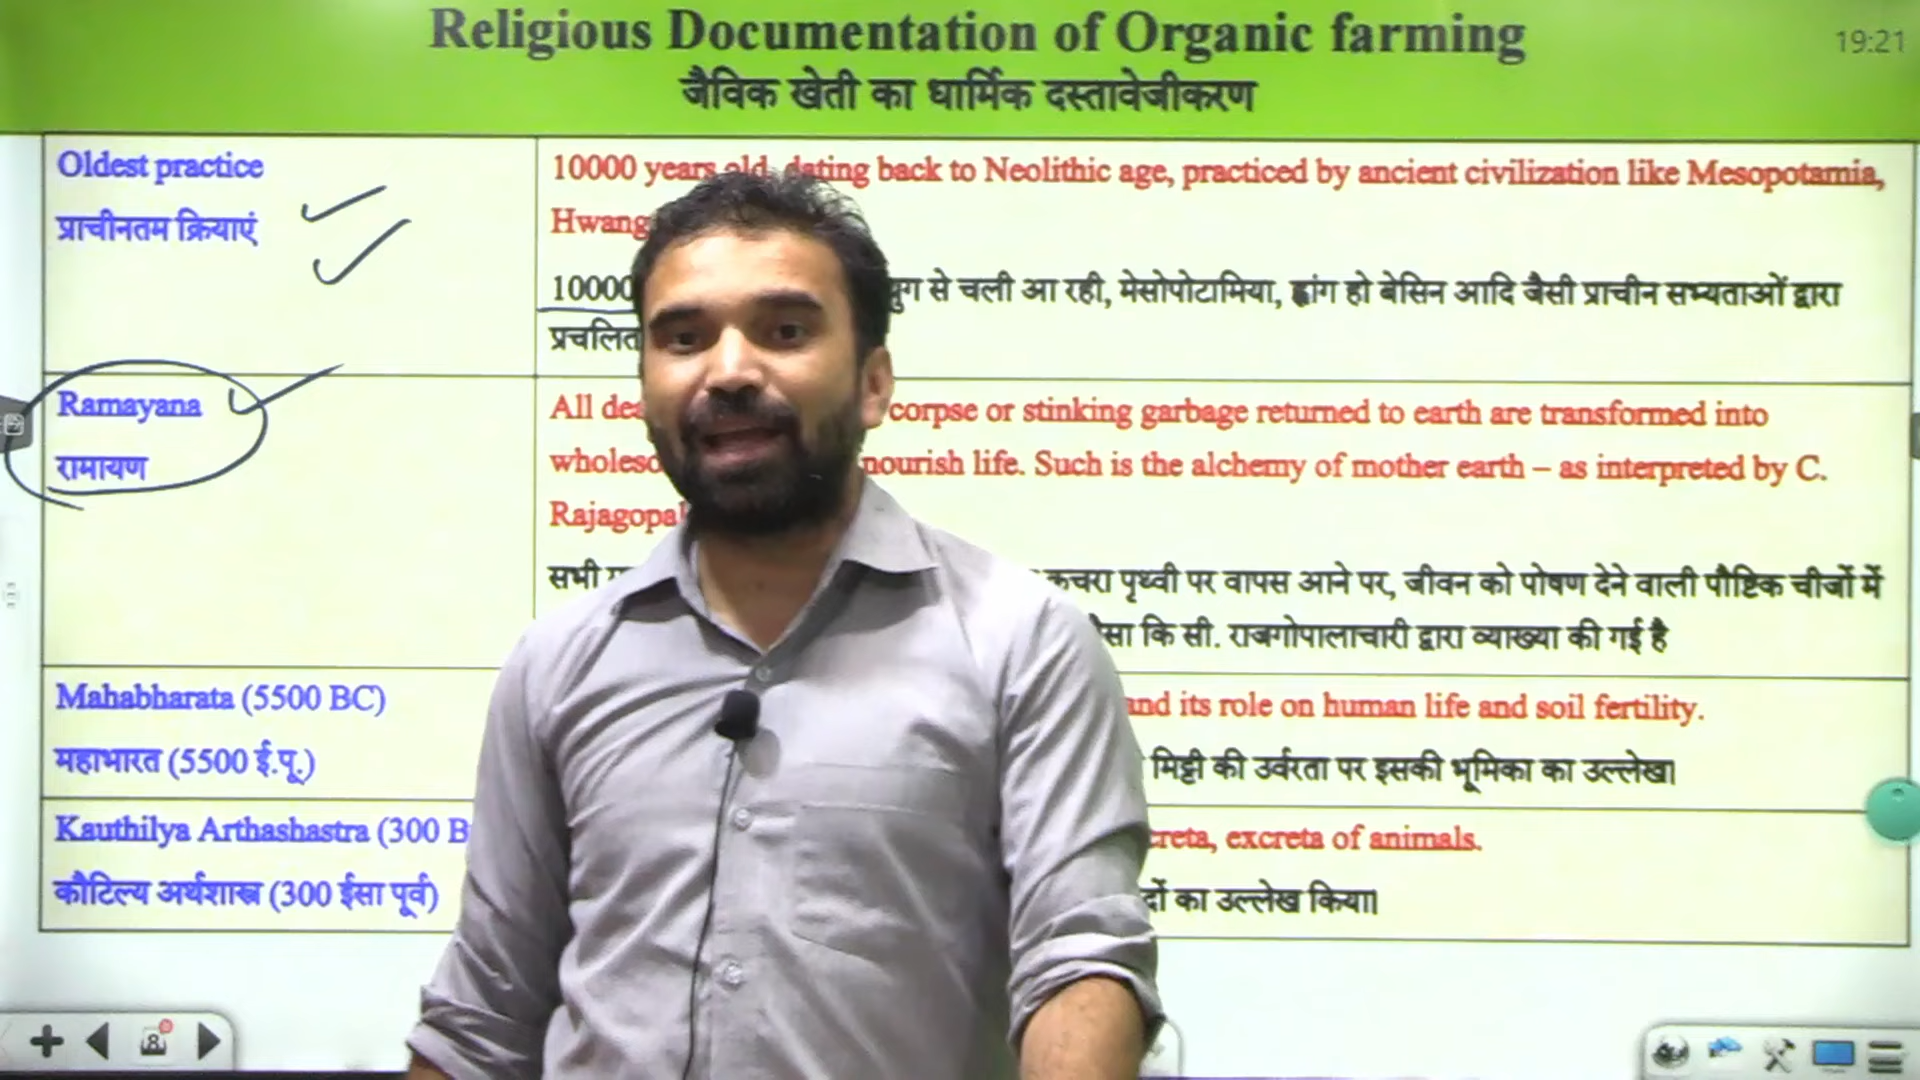 Religious Documentation of Organic farming
19:21
जैविक खेती का धार्मिक दस्तावेजीकरण
Oldest practice
प्राचीनतम क्रियाएं
10000 years old, dating back to Neolithic age, practiced by ancient civilization like Mesopotamia,
Hwang
10000 से चली आ रही, मेसोपोटामिया, ह्वांग हो बेसिन आदि जैसी प्राचीन सभ्यताओं द्वारा
प्रचलित
Ramayana
रामायण
All corpse or stinking garbage returned to earth are transformed into
nourish life. Such is the alchemy of mother earth – as interpreted by C.
सभी कचरा पृथ्वी पर वापस आने पर, जीवन को पोषण देने वाली पौष्टिक चीजों में
कि सी. राजगोपालाचारी द्वारा व्याख्या की गई है
Mahabharata (5500 BC)
महाभारत (5500 ई.पू.)
and its role on human life and soil fertility.
मिट्टी की उर्वरता पर इसकी भूमिका का उल्लेख।
Kauthilya Arthashastra (300 B
कौटिल्य अर्थशास्त्र (300 ईसा पूर्व)
excreta of animals.
का उल्लेख किया।